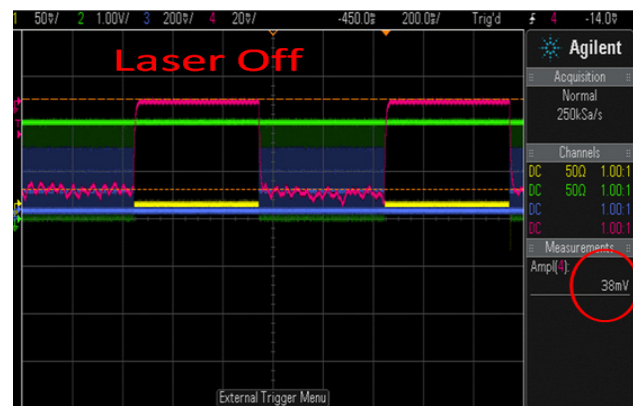 1 50▽/ 2 1.00V/ 3 200▽/ 4 20▽/ -450.0▽ 200.0▽/ Trig'd 4 -14.0▽
Laser Off
Agilent
Acquisition
Normal
250kSa/s
Channels
DC 50Ω 1.00:1
DC 50Ω 1.00:1
DC 1.00:1
DC 1.00:1
Measurements
Ampl(4):
38mV
External Trigger Menu